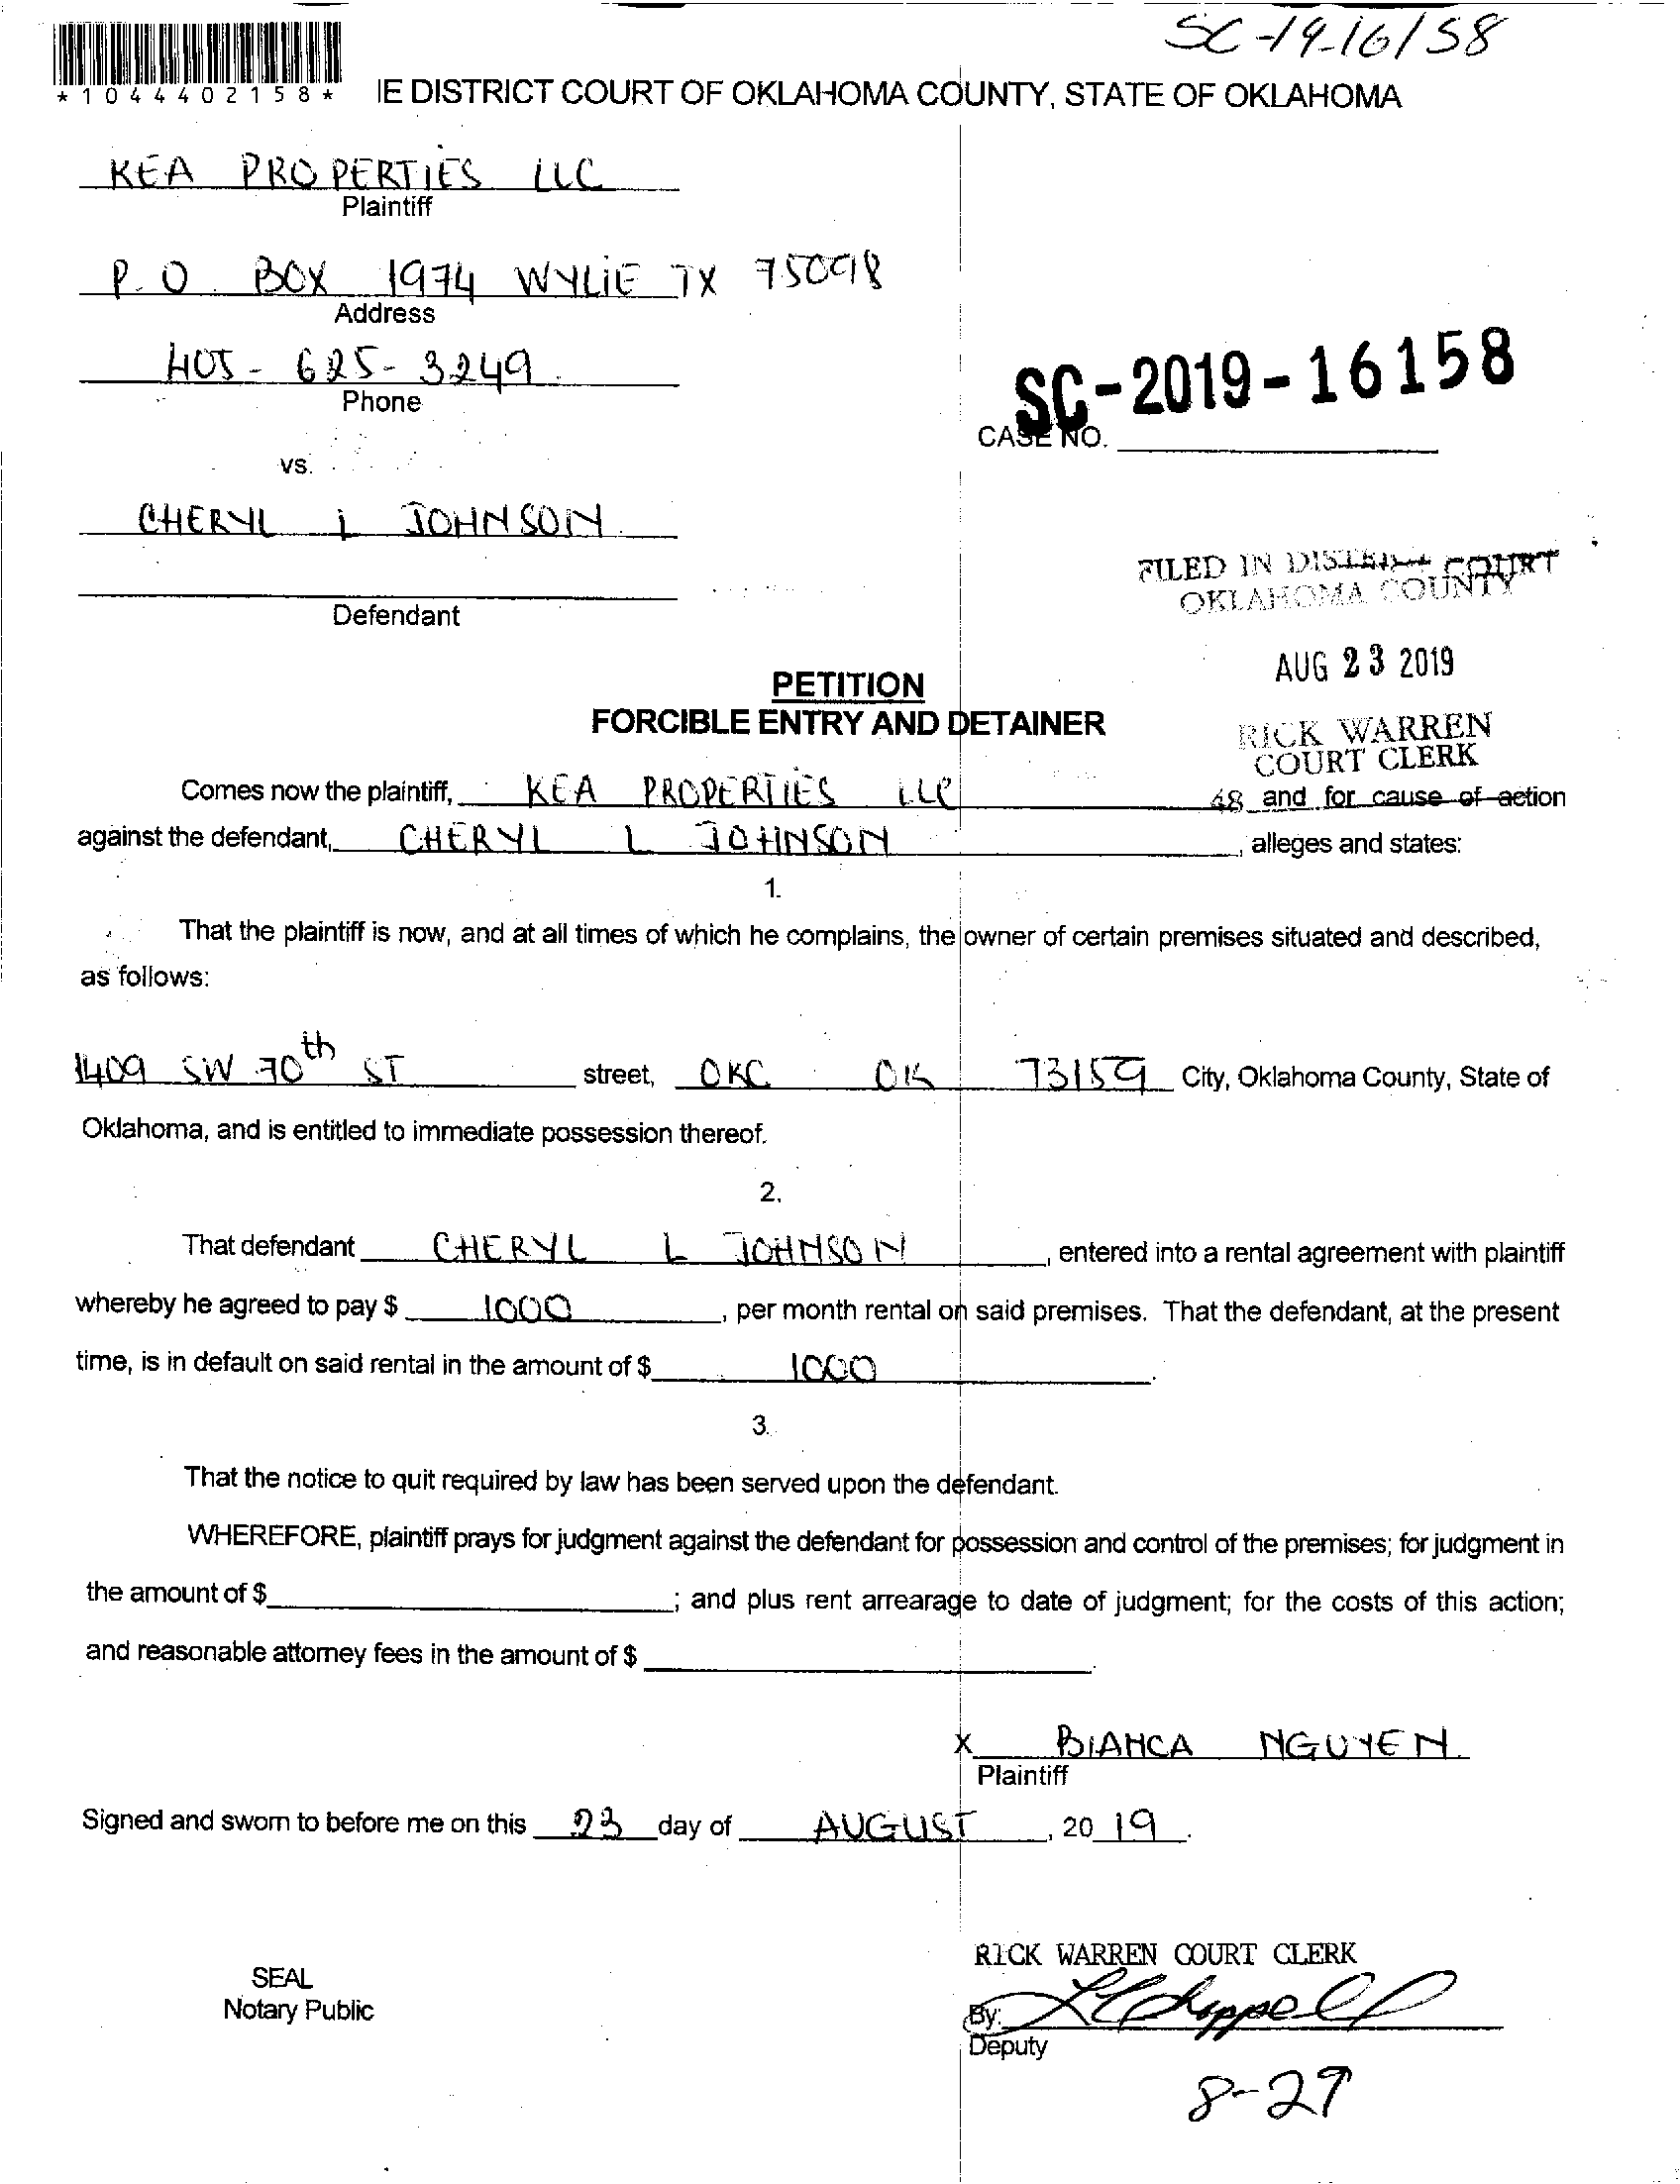 SC-19-16158
*1044402158*
IE DISTRICT COURT OF OKLAHOMA COUNTY, STATE OF OKLAHOMA
KEA PROPERTIES LLC
Plaintiff
P.O. BOX 1974 WYLIE TX 75098
Address
405-625-3249
Phone
SC-2019-16158
CASE NO.
vs.
CHERYL L JOHNSON
FILED IN DISTRICT COURT
OKLAHOMA COUNTY
Defendant
AUG 23 2019
PETITION
FORCIBLE ENTRY AND DETAINER
RICK WARREN
COURT CLERK
Comes now the plaintiff, KEA PROPERTIES LLC 48 and for cause of action
against the defendant, CHERYL L JOHNSON, alleges and states:
1.
That the plaintiff is now, and at all times of which he complains, the owner of certain premises situated and described,
as follows:
1409 SW 70th ST street, OKC OK 73159 City, Oklahoma County, State of
Oklahoma, and is entitled to immediate possession thereof.
2.
That defendant CHERYL L JOHNSON, entered into a rental agreement with plaintiff
whereby he agreed to pay $ 1000, per month rental on said premises. That the defendant, at the present
time, is in default on said rental in the amount of $ 1000.
3.
That the notice to quit required by law has been served upon the defendant.
WHEREFORE, plaintiff prays for judgment against the defendant for possession and control of the premises; for judgment in
the amount of $ ; and plus rent arrearage to date of judgment; for the costs of this action;
and reasonable attorney fees in the amount of $ .
X BIANCA NGUYEN
Plaintiff
Signed and sworn to before me on this 23 day of AUGUST, 2019.
RICK WARREN COURT CLERK
SEAL
Notary Public
By:
Deputy
8-29